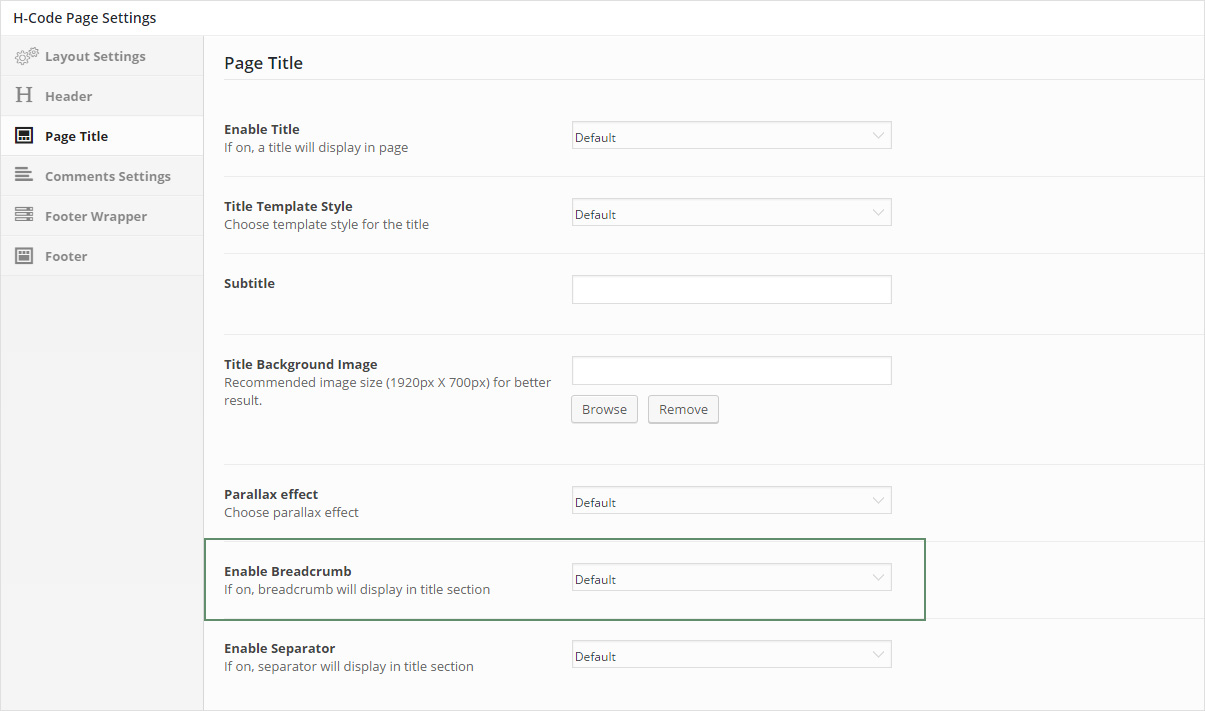 H-Code Page Settings
Layout Settings
Header
Page Title
Comments Settings
Footer Wrapper
Footer
Page Title
Enable Title
If on, a title will display in page
Default
Title Template Style
Choose template style for the title
Default
Subtitle
Title Background Image
Recommended image size (1920px X 700px) for better
result.
Browse
Remove
Parallax effect
Choose parallax effect
Default
Enable Breadcrumb
If on, breadcrumb will display in title section
Default
Enable Separator
If on, separator will display in title section
Default